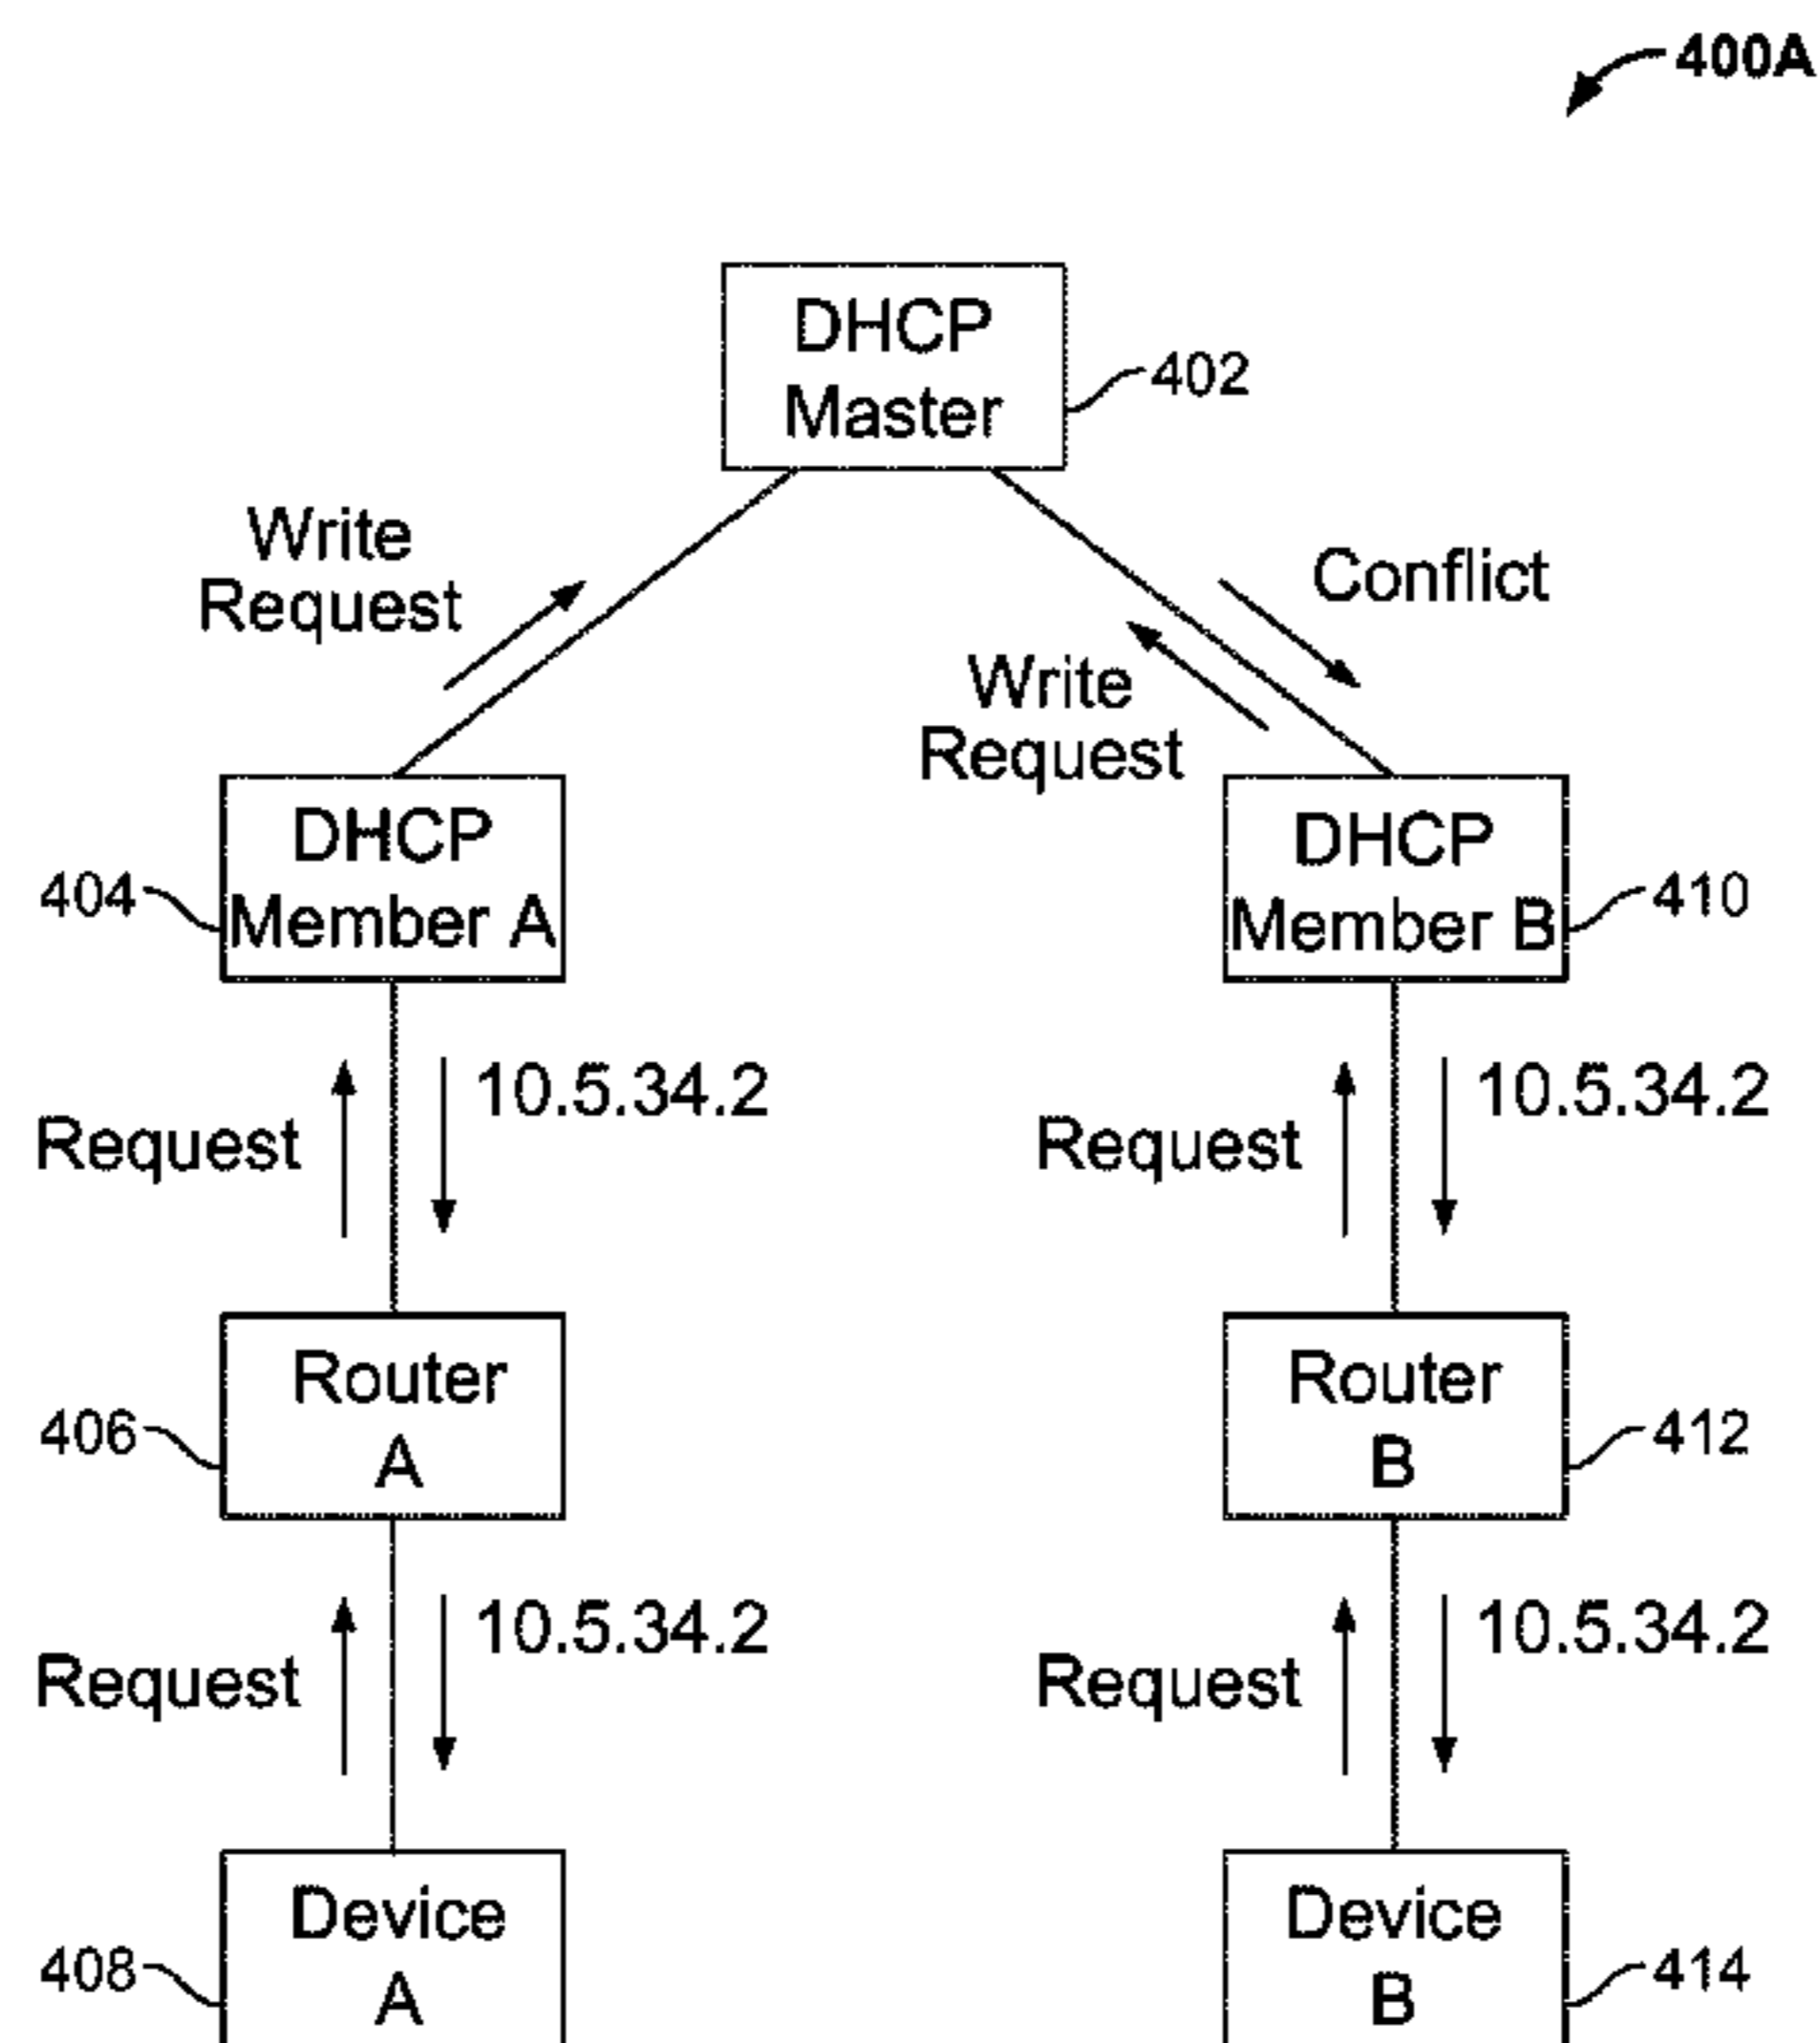 400A
DHCP
Master
402
Write
Request
Conflict
Write
Request
DHCP
Member A
404
DHCP
Member B
410
Request
10.5.34.2
Request
10.5.34.2
Router
A
406
Router
B
412
Request
10.5.34.2
Request
10.5.34.2
Device
A
408
Device
B
414